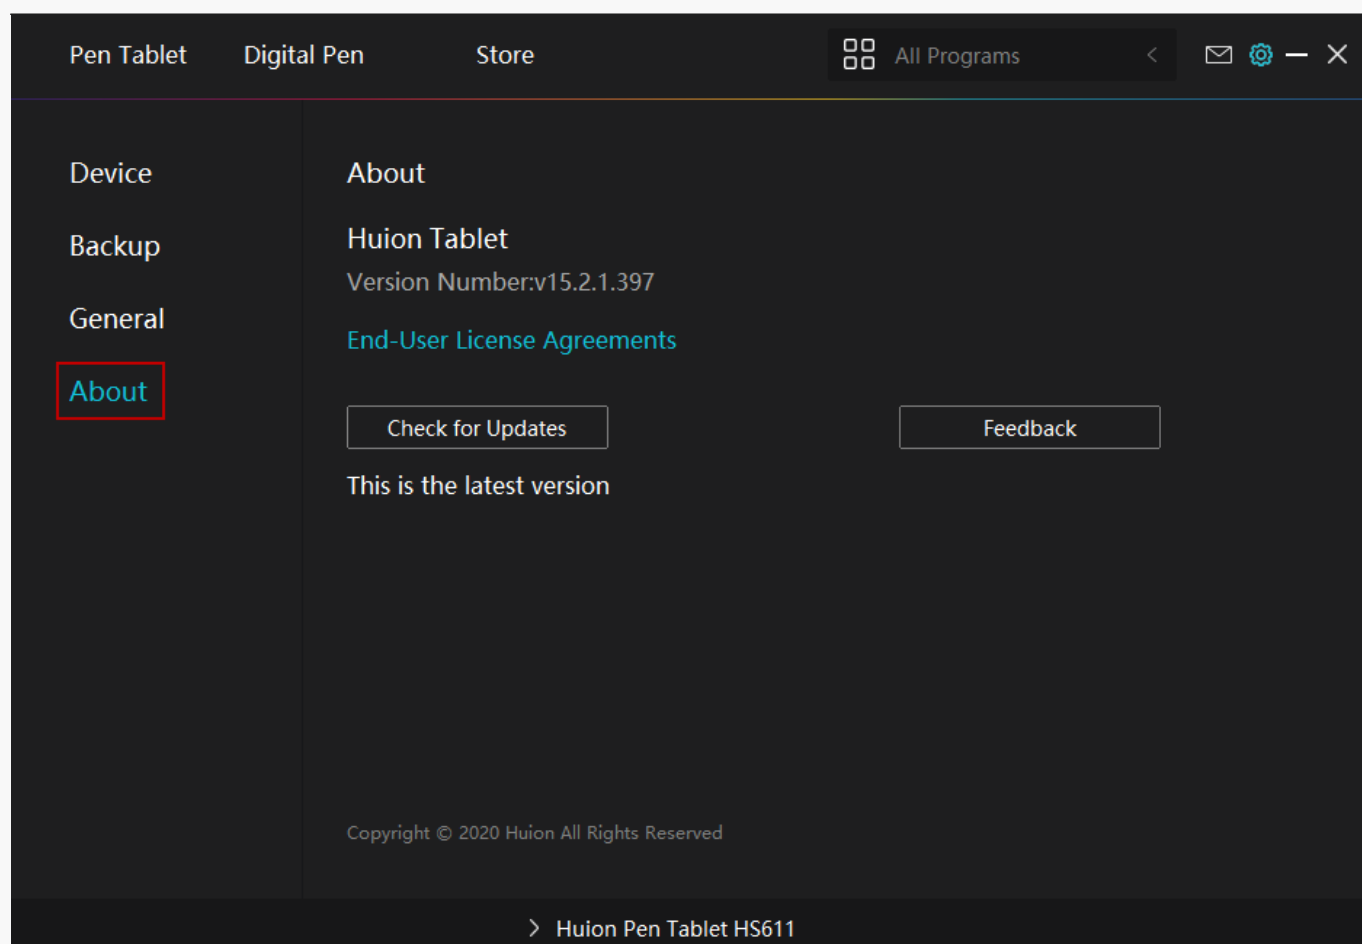 Pen Tablet Digital Pen Store All Programs
Device
Backup
General
About
About
Huion Tablet
Version Number:v15.2.1.397
End-User License Agreements
Check for Updates Feedback
This is the latest version
Copyright © 2020 Huion All Rights Reserved
Huion Pen Tablet HS611